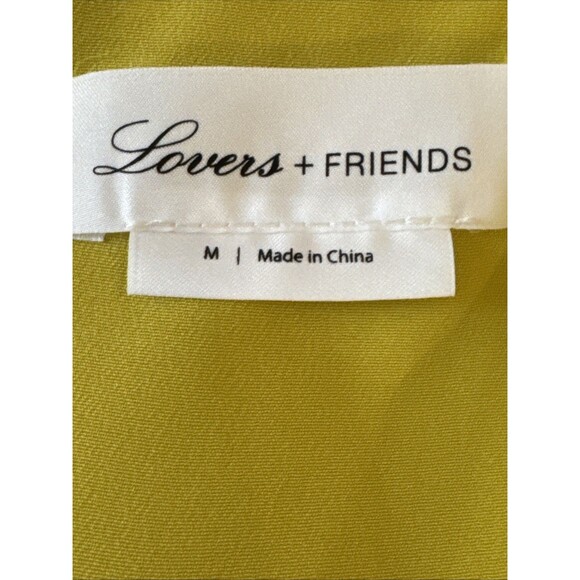 Lovers + FRIENDS
M | Made in China